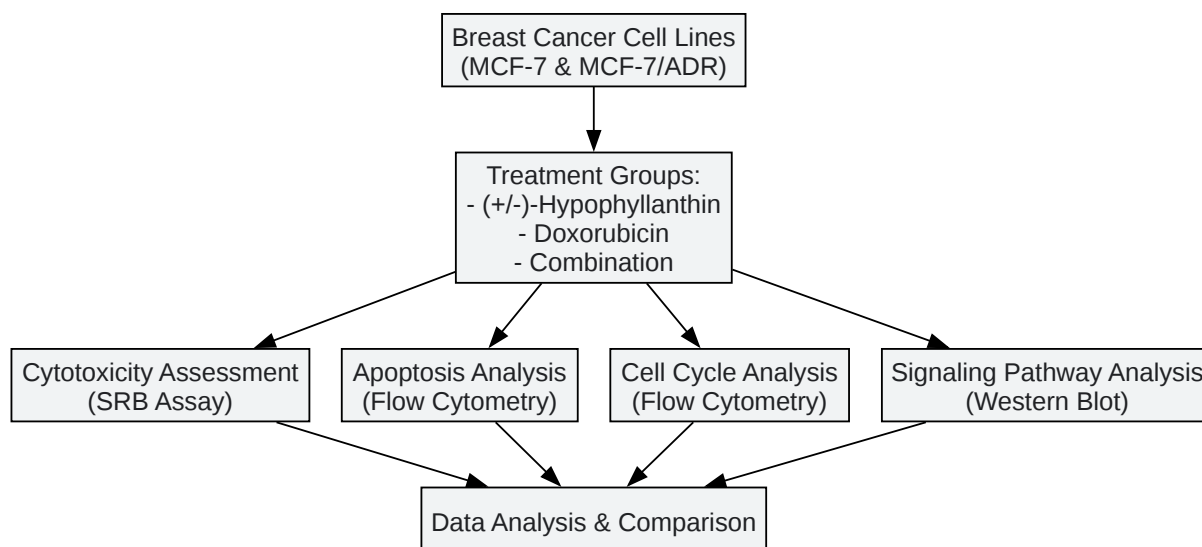 Breast Cancer Cell Lines
(MCF-7 & MCF-7/ADR)
Treatment Groups:
- (+/-)-Hypophyllanthin
- Doxorubicin
- Combination
Cytotoxicity Assessment
(SRB Assay)
Apoptosis Analysis
(Flow Cytometry)
Cell Cycle Analysis
(Flow Cytometry)
Signaling Pathway Analysis
(Western Blot)
Data Analysis & Comparison